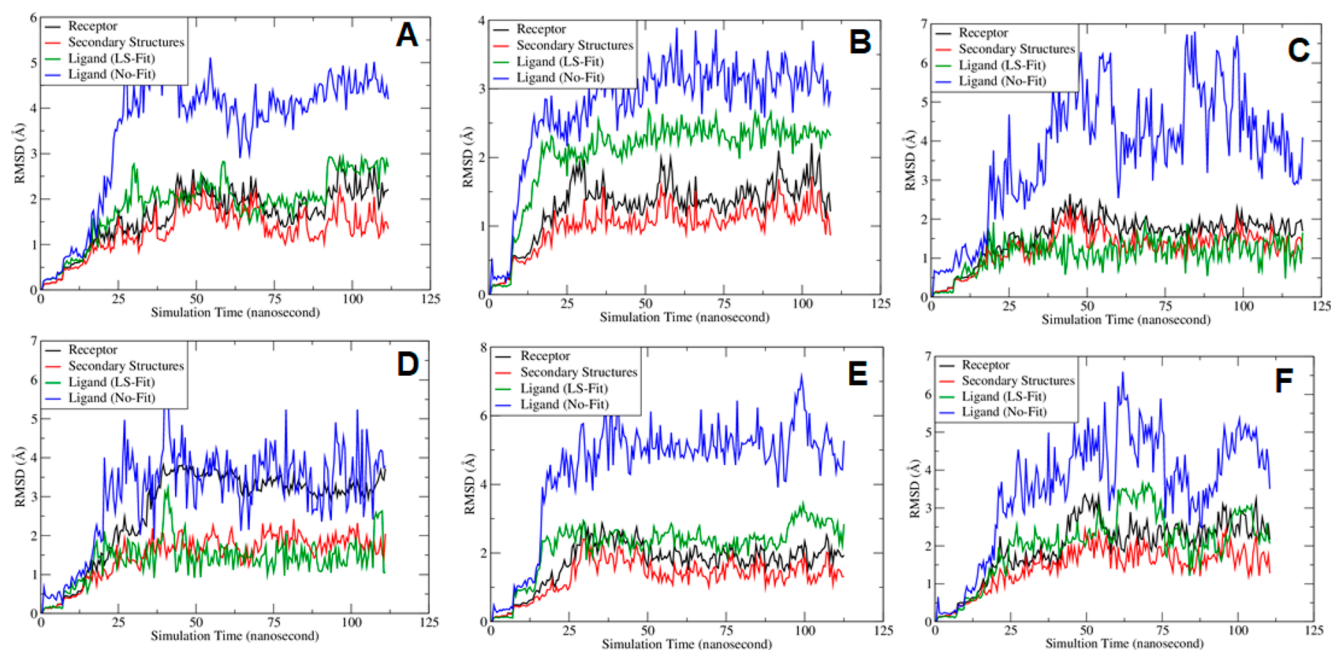 A
RMSD (Å)
6
5
4
3
2
1
0
Receptor
Secondary Structures
Ligand (LS-Fit)
Ligand (No-Fit)
0 25 50 75 100 125
Simulation Time (nanosecond)
B
RMSD (Å)
4
3
2
1
0
Receptor
Secondary Structures
Ligand (LS-Fit)
Ligand (No-Fit)
0 25 50 75 100 125
Simulation Time (nanosecond)
C
RMSD (Å)
7
6
5
4
3
2
1
0
Receptor
Secondary Structures
Ligand (LS-Fit)
Ligand (No-Fit)
0 25 50 75 100 125
Simulation Time (nanosecond)
D
RMSD (Å)
7
6
5
4
3
2
1
0
Receptor
Secondary Structures
Ligand (LS-Fit)
Ligand (No-Fit)
0 25 50 75 100 125
Simulation Time (nanosecond)
E
RMSD (Å)
8
6
4
2
0
Receptor
Secondary Structures
Ligand (LS-Fit)
Ligand (No-Fit)
0 25 50 75 100 125
Simulation Time (nanosecond)
F
RMSD (Å)
7
6
5
4
3
2
1
0
Receptor
Secondary Structures
Ligand (LS-Fit)
Ligand (No-Fit)
0 25 50 75 100 125
Simultion Time (nanosecond)